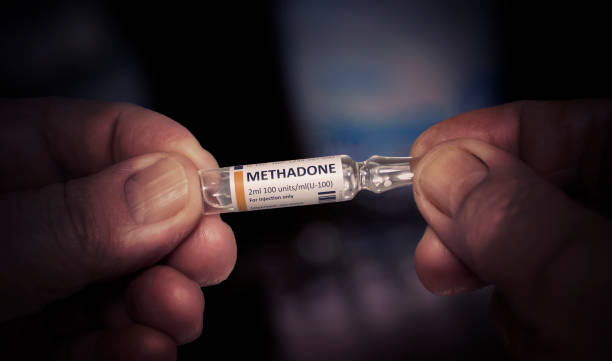 METHADONE
2ml 100 units/ml(U-100)
For Injection only